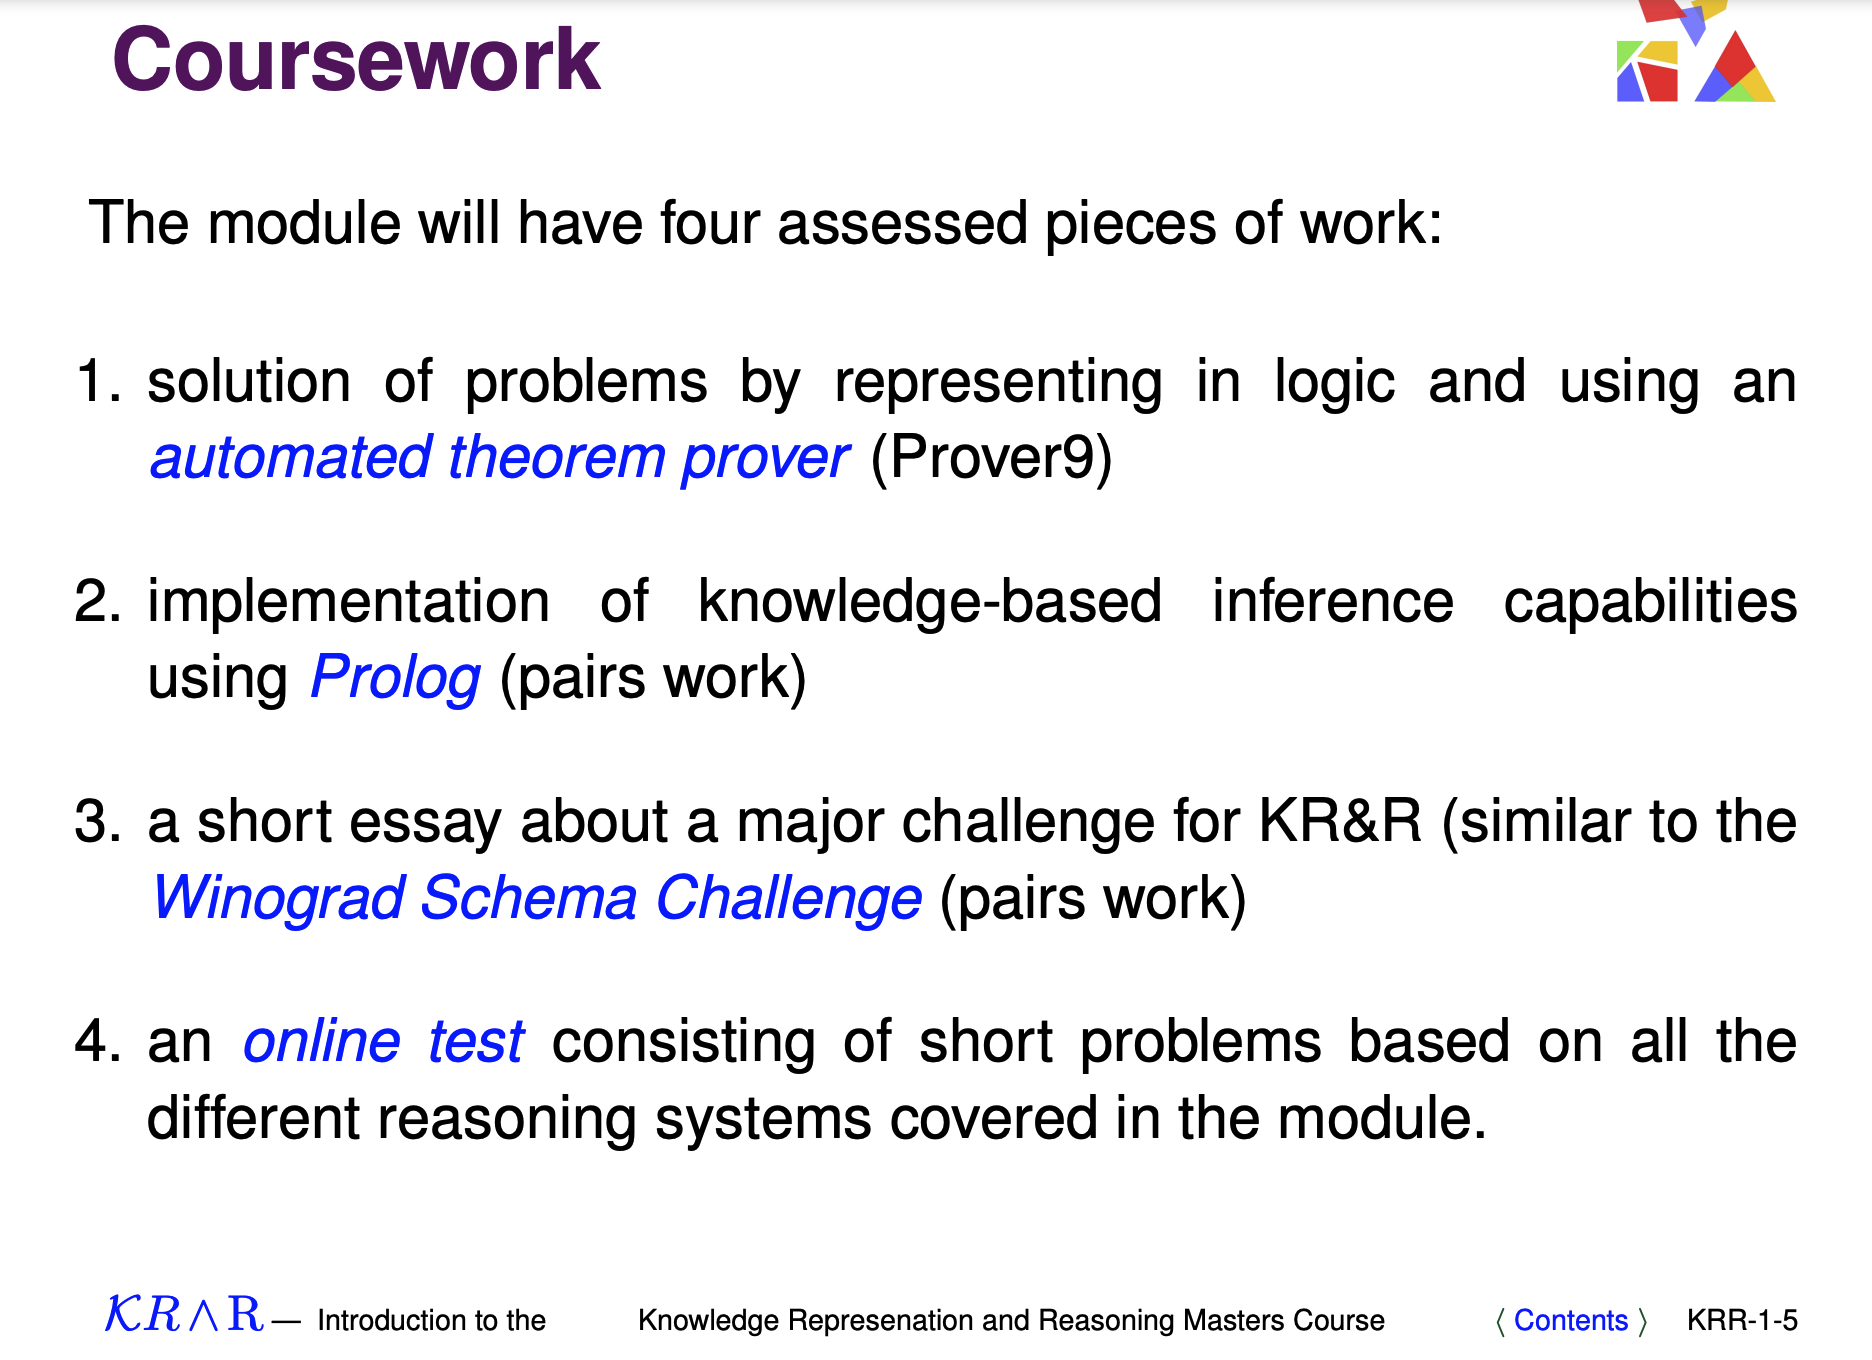 Coursework
The module will have four assessed pieces of work:
1. solution of problems by representing in logic and using an
automated theorem prover (Prover9)
2. implementation of knowledge-based inference capabilities
using Prolog (pairs work)
3. a short essay about a major challenge for KR&R (similar to the
Winograd Schema Challenge (pairs work)
4. an online test consisting of short problems based on all the
different reasoning systems covered in the module.
KR∧R — Introduction to the Knowledge Represenation and Reasoning Masters Course ⟨ Contents ⟩ KRR-1-5